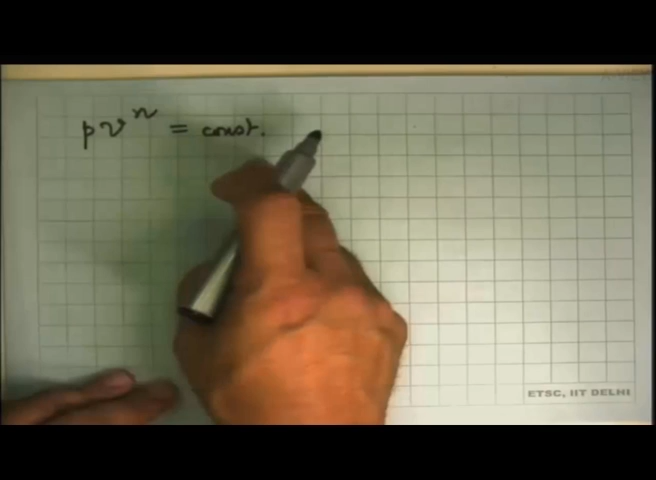 pv^n = const.
ETSC, IIT DELHI